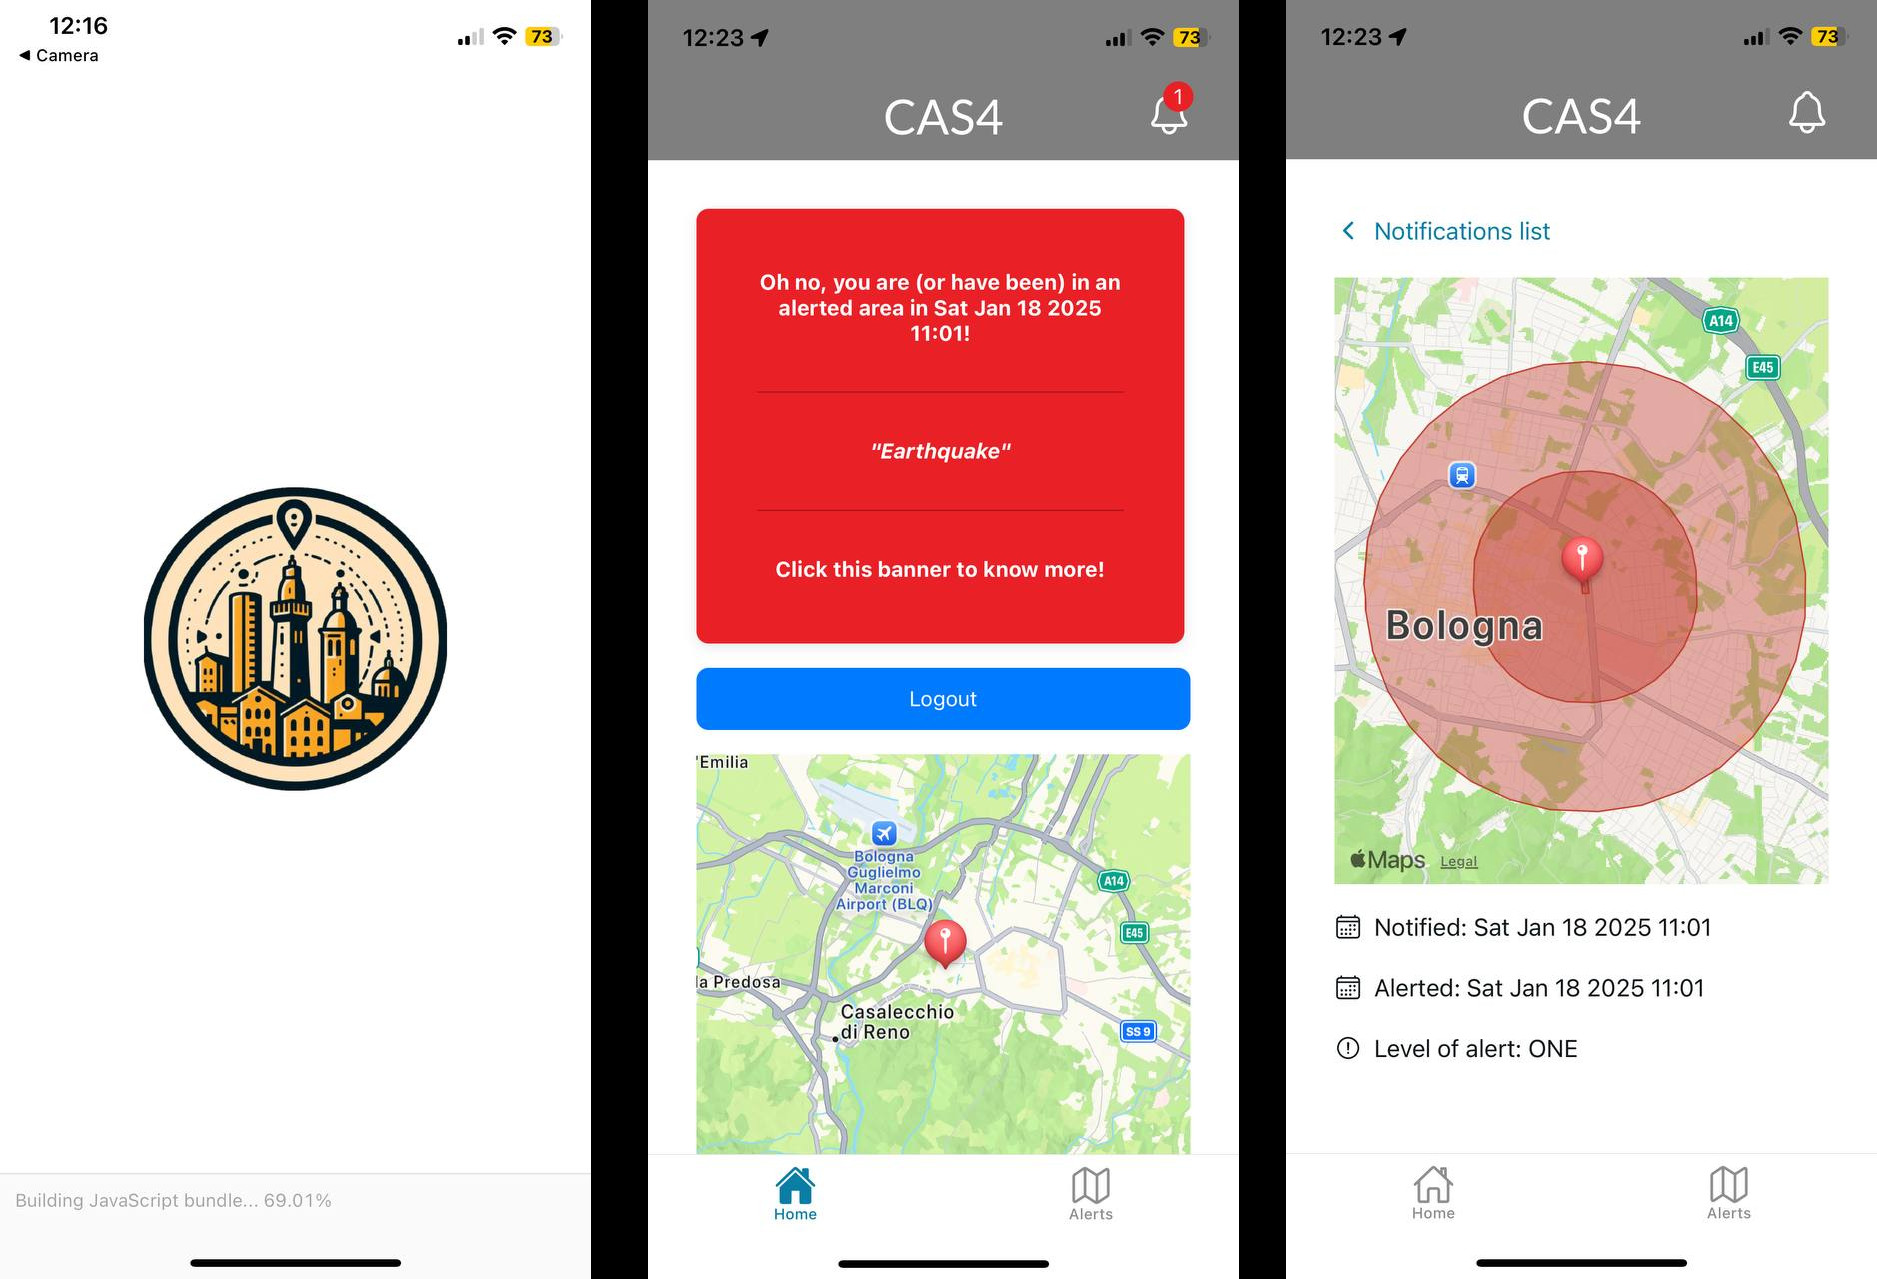 12:16
73
◀ Camera
Building JavaScript bundle... 69.01%
12:23
73
CAS4
1
Oh no, you are (or have been) in an
alerted area in Sat Jan 18 2025
11:01!
"Earthquake"
Click this banner to know more!
Logout
'Emilia
Bologna
Guglielmo
Marconi
Airport (BLQ)
A14
E45
la Predosa
Casalecchio
di Reno
SS 9
Home
Alerts
12:23
73
CAS4
Notifications list
A14
E45
Bologna
Maps
Legal
Notified: Sat Jan 18 2025 11:01
Alerted: Sat Jan 18 2025 11:01
Level of alert: ONE
Home
Alerts